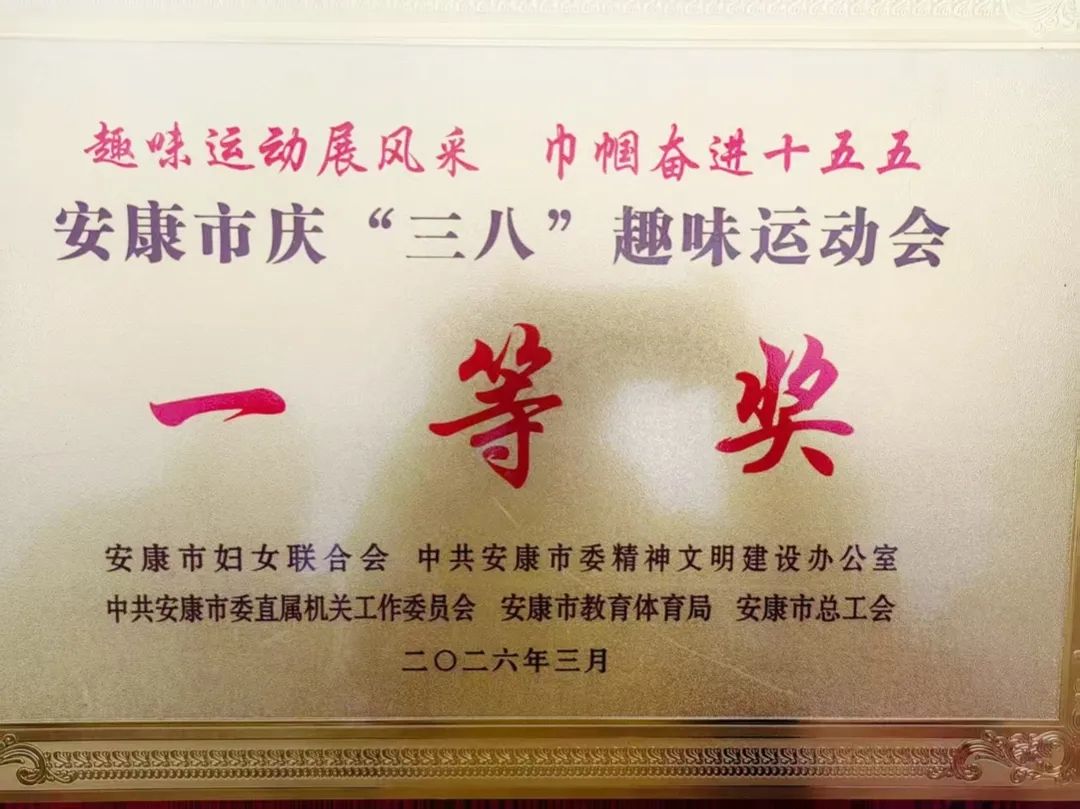 趣味运动展风采 巾帼奋进十五五
安康市庆“三八”趣味运动会
一等奖
安康市妇女联合会 中共安康市委精神文明建设办公室
中共安康市委直属机关工作委员会 安康市教育体育局 安康市总工会
二〇二六年三月